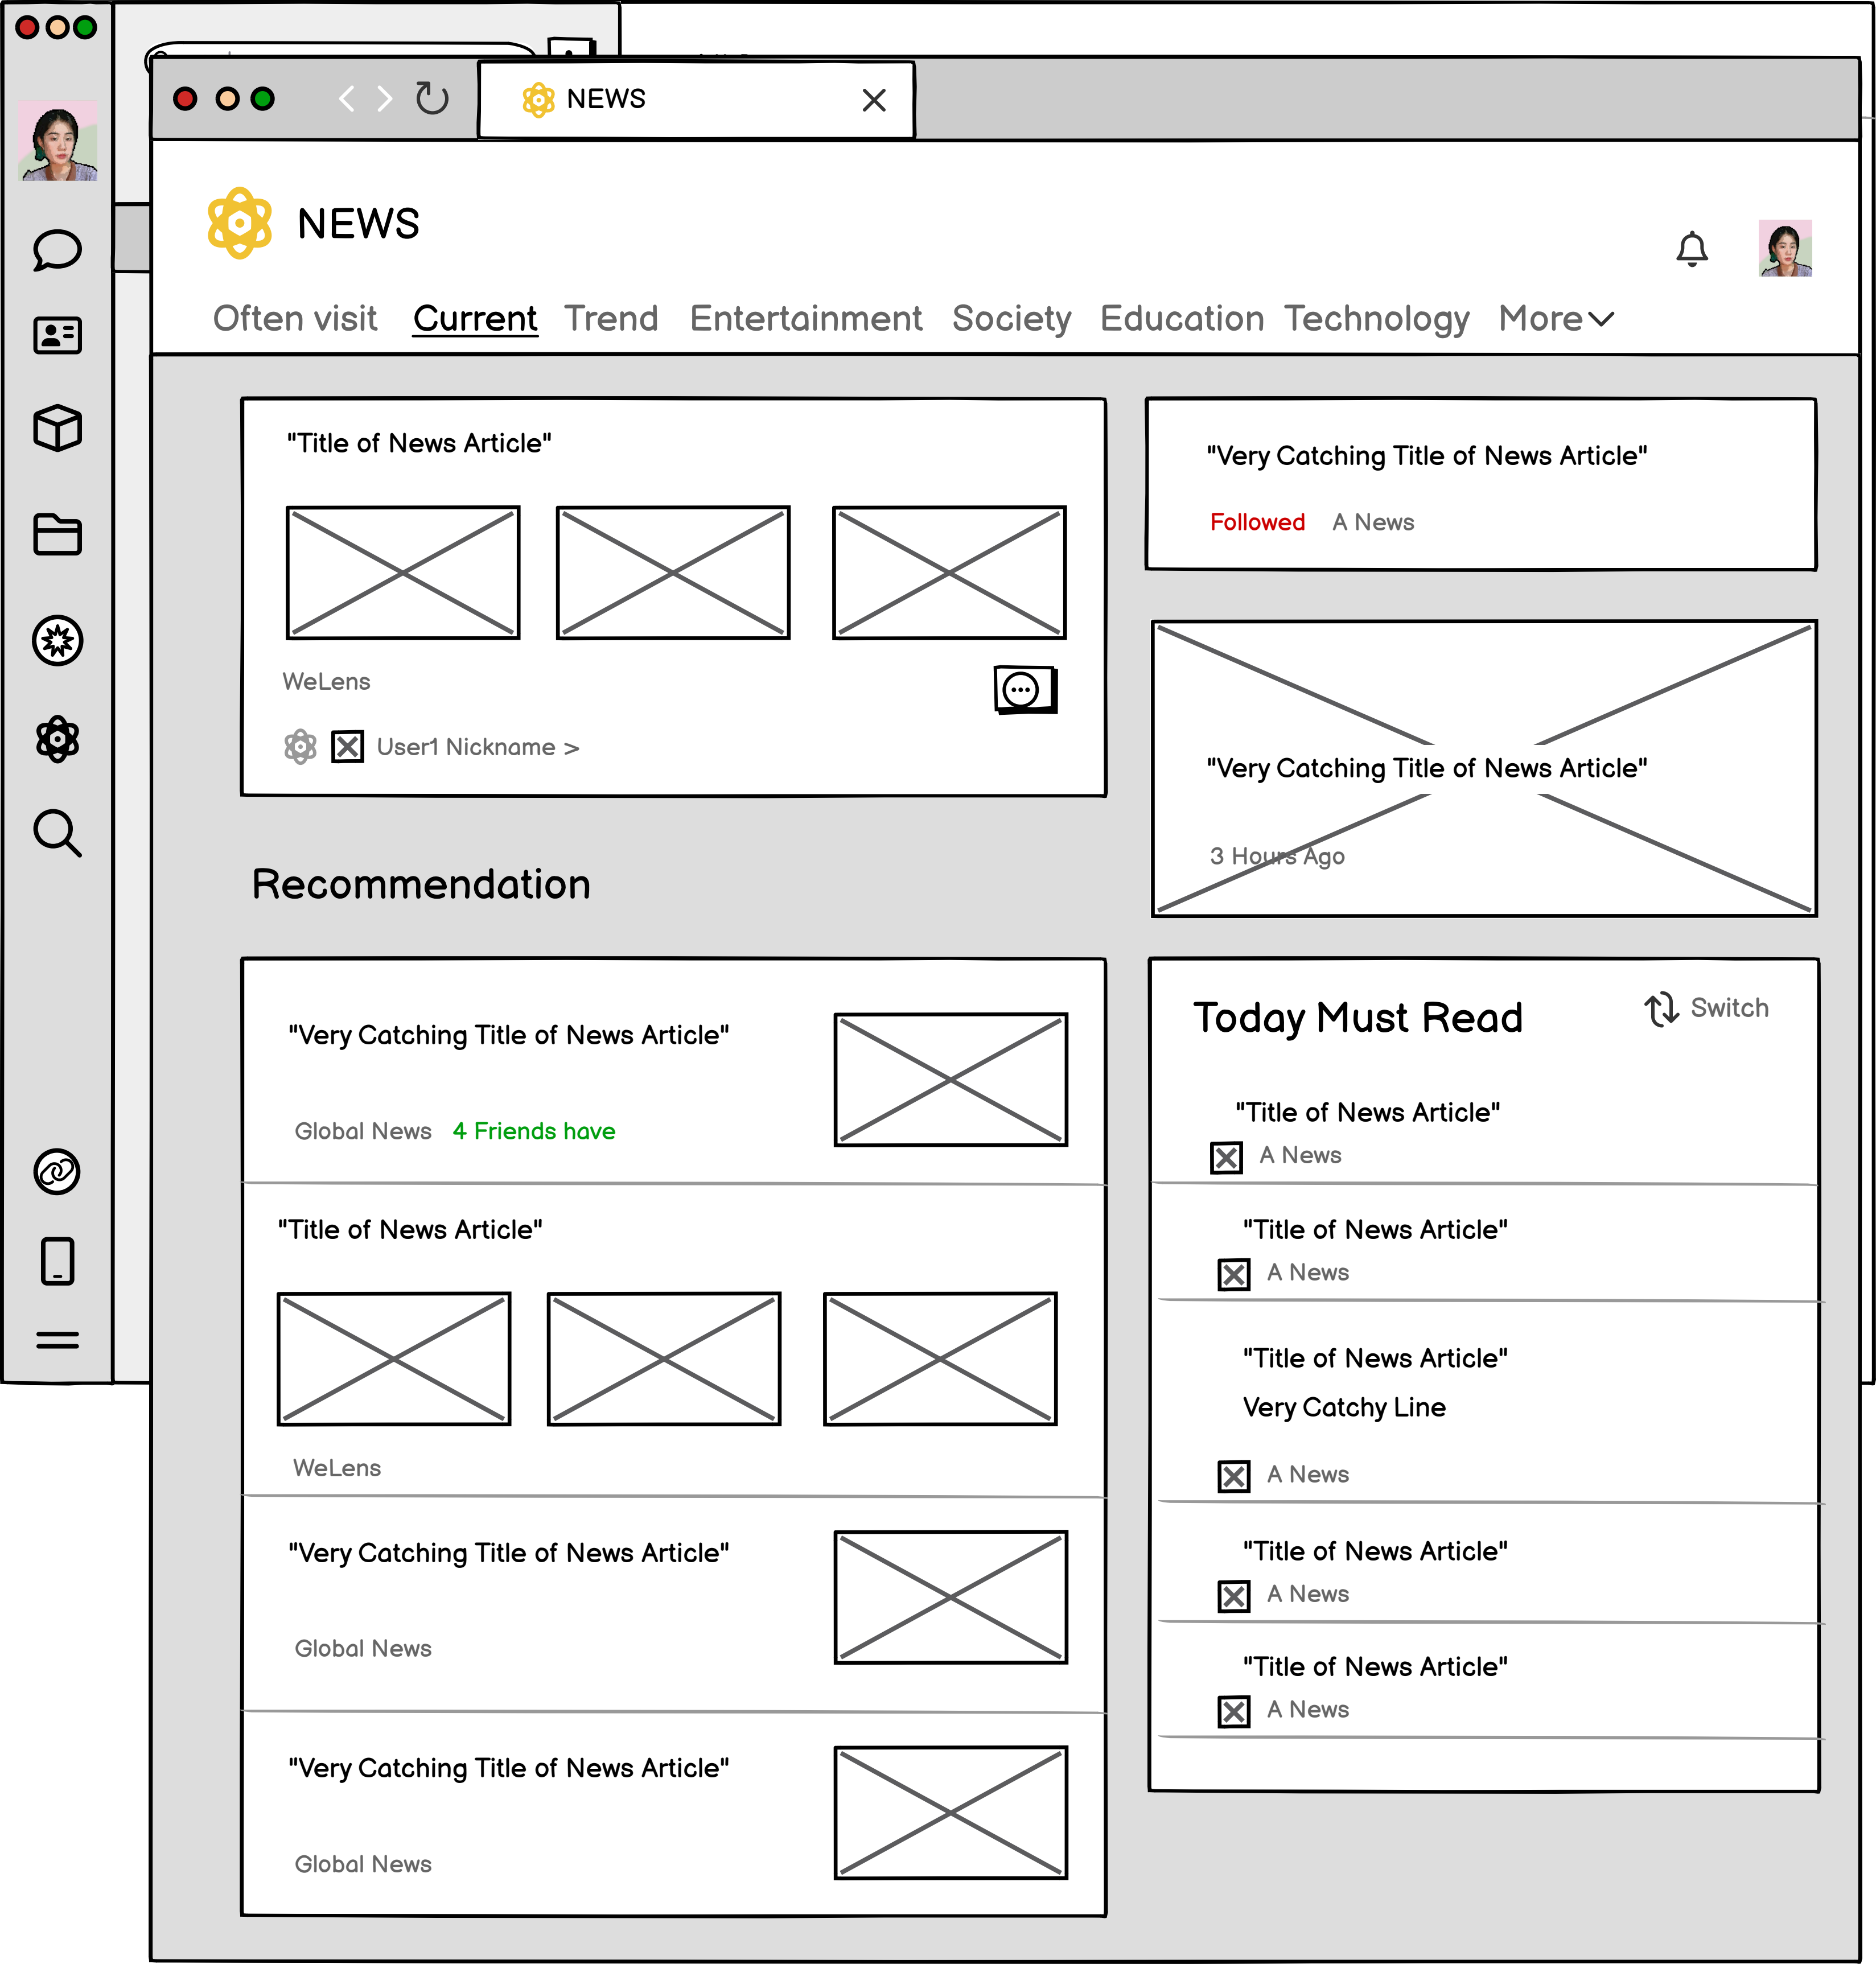 NEWS
NEWS
Often visit Current Trend Entertainment Society Education Technology More
"Title of News Article"
WeLens
User1 Nickname >
"Very Catching Title of News Article"
Followed A News
"Very Catching Title of News Article"
3 Hours Ago
Recommendation
"Very Catching Title of News Article"
Global News 4 Friends have
"Title of News Article"
WeLens
"Very Catching Title of News Article"
Global News
"Very Catching Title of News Article"
Global News
Today Must Read
Switch
"Title of News Article"
A News
"Title of News Article"
A News
"Title of News Article"
Very Catchy Line
A News
"Title of News Article"
A News
"Title of News Article"
A News